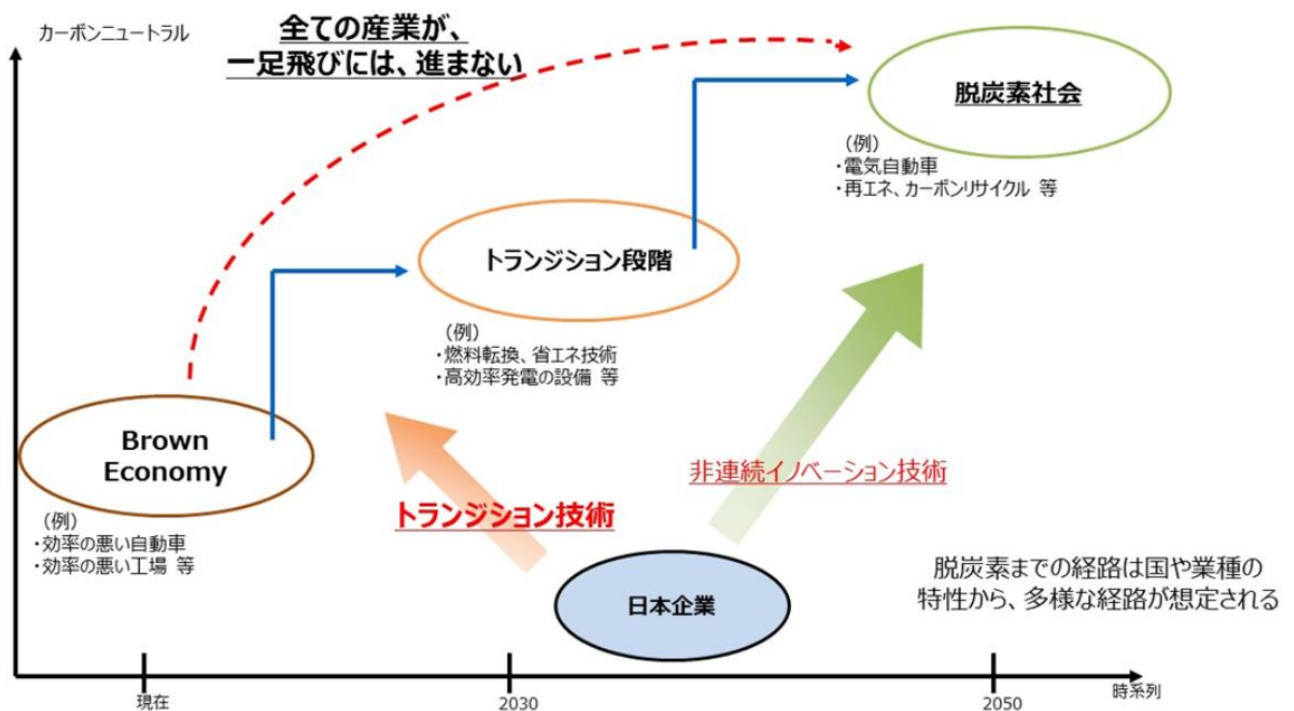 カーボンニュートラル
全ての産業が、
一足飛びには、進まない
脱炭素社会
(例)
・電気自動車
・再エネ、カーボンリサイクル 等
トランジション段階
(例)
・燃料転換、省エネ技術
・高効率発電の設備 等
Brown
Economy
(例)
・効率の悪い自動車
・効率の悪い工場 等
トランジション技術
非連続イノベーション技術
日本企業
脱炭素までの経路は国や業種の
特性から、多様な経路が想定される
現在
2030
2050
時系列